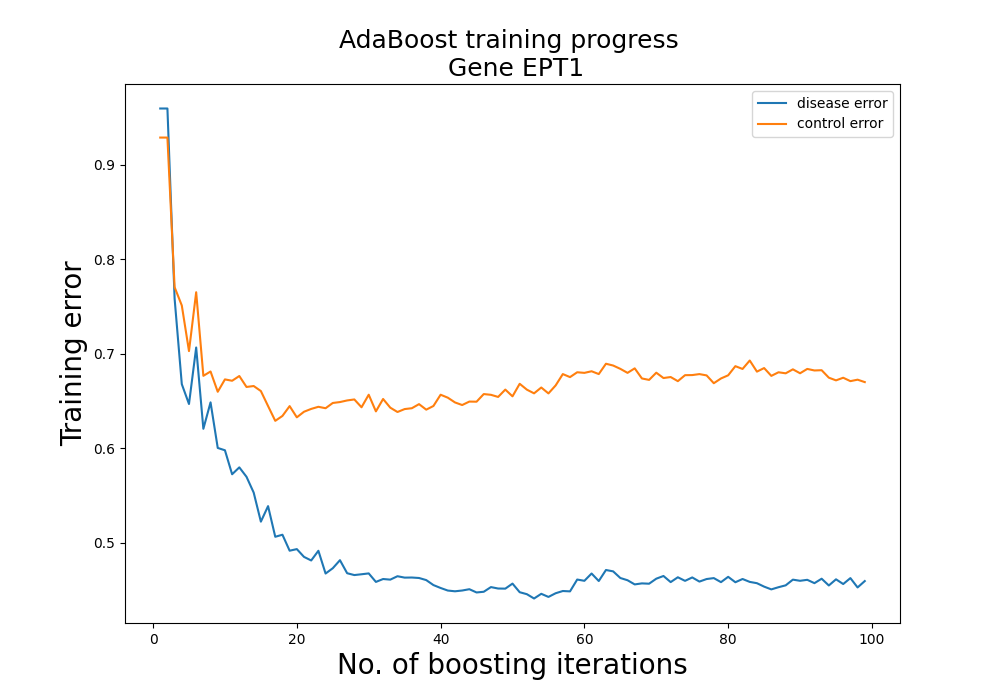 AdaBoost training progress
Gene EPT1
disease error
control error
Training error
0.9
0.8
0.7
0.6
0.5
0
20
40
60
80
100
No. of boosting iterations